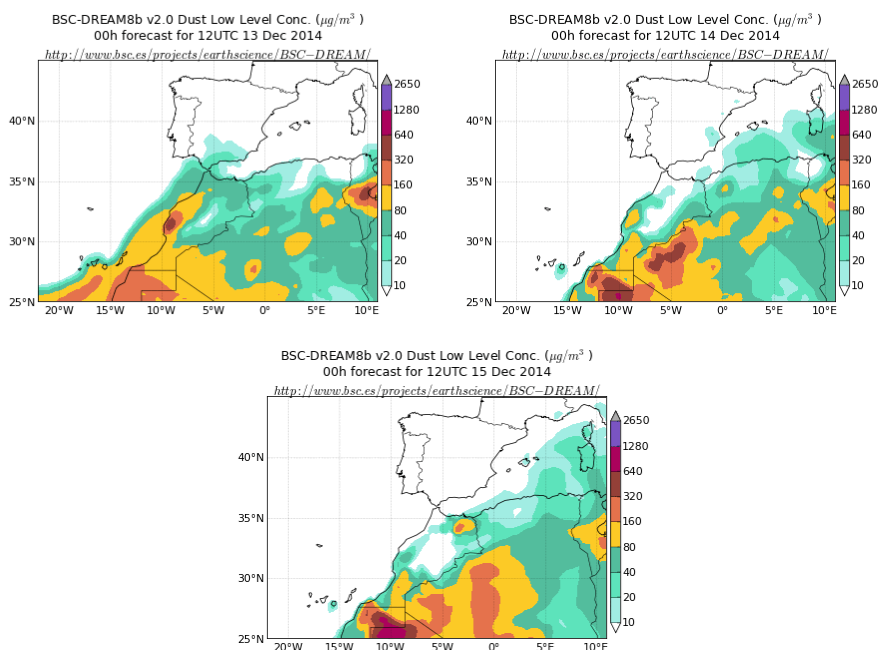 BSC-DREAM8b v2.0 Dust Low Level Conc. (μg/m³ )
00h forecast for 12UTC 13 Dec 2014
http://www.bsc.es/projects/earthscience/BSC−DREAM/
40°N
35°N
30°N
25°N
20°W 15°W 10°W 5°W 0°E 5°E 10°E
2650
1280
640
320
160
80
40
20
10
BSC-DREAM8b v2.0 Dust Low Level Conc. (μg/m³ )
00h forecast for 12UTC 14 Dec 2014
http://www.bsc.es/projects/earthscience/BSC−DREAM/
40°N
35°N
30°N
25°N
20°W 15°W 10°W 5°W 0°E 5°E 10°E
2650
1280
640
320
160
80
40
20
10
BSC-DREAM8b v2.0 Dust Low Level Conc. (μg/m³ )
00h forecast for 12UTC 15 Dec 2014
http://www.bsc.es/projects/earthscience/BSC−DREAM/
40°N
35°N
30°N
25°N
20°W 15°W 10°W 5°W 0°E 5°E 10°E
2650
1280
640
320
160
80
40
20
10